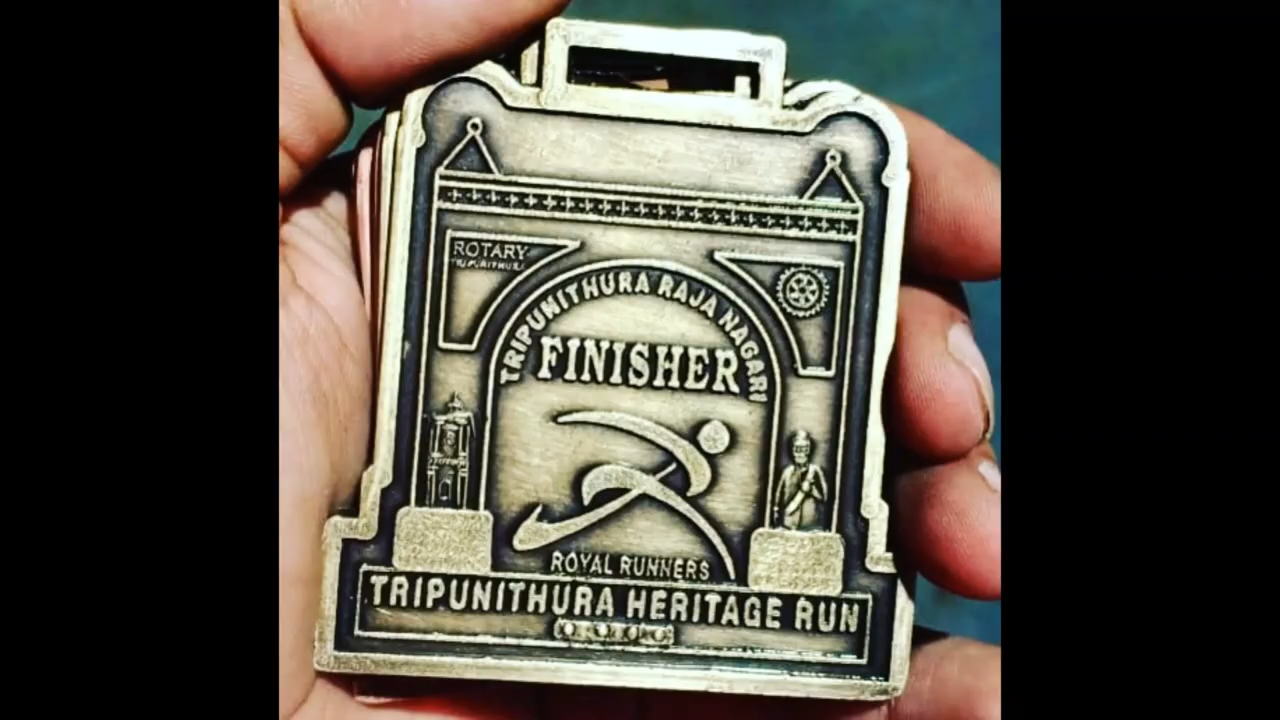 ROTARY
TRIPUNITHURA
TRIPUNITHURA RAJA NAGARI
FINISHER
ROYAL RUNNERS
TRIPUNITHURA HERITAGE RUN